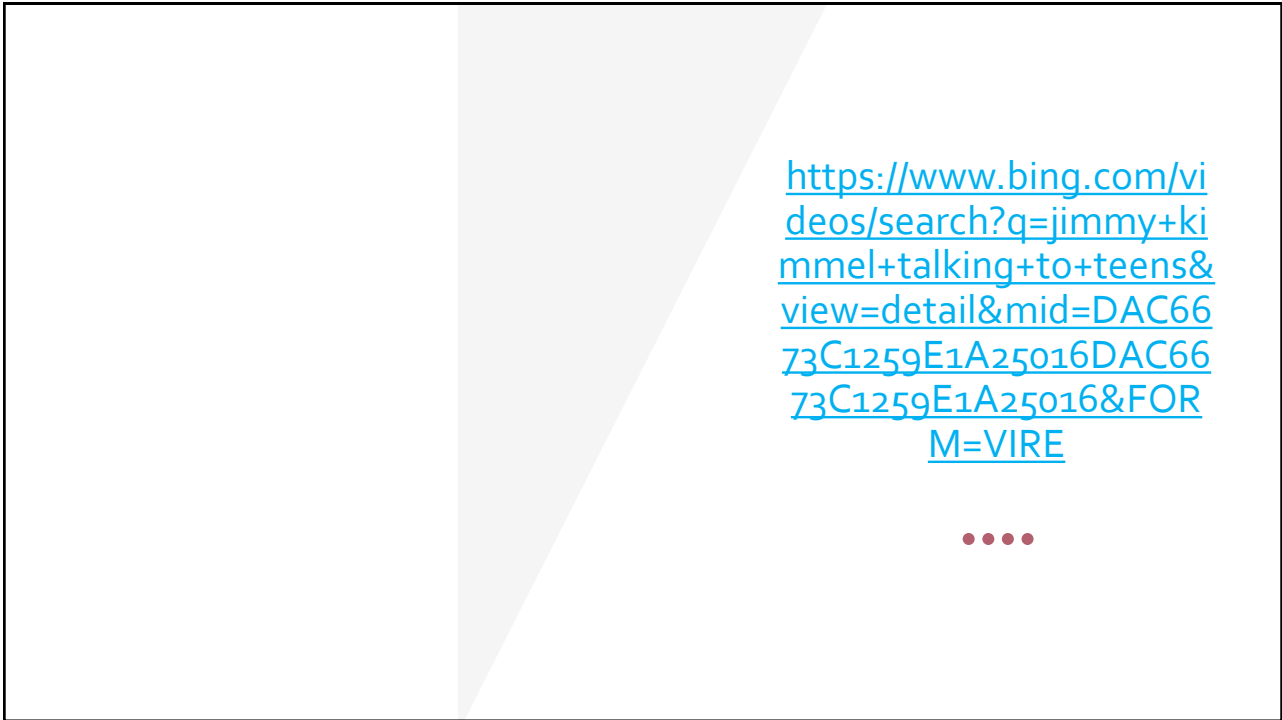 https://www.bing.com/vi
deos/search?q=jimmy+ki
mmel+talking+to+teens&
view=detail&mid=DAC66
73C1259E1A25016DAC66
73C1259E1A25016&FOR
M=VIRE